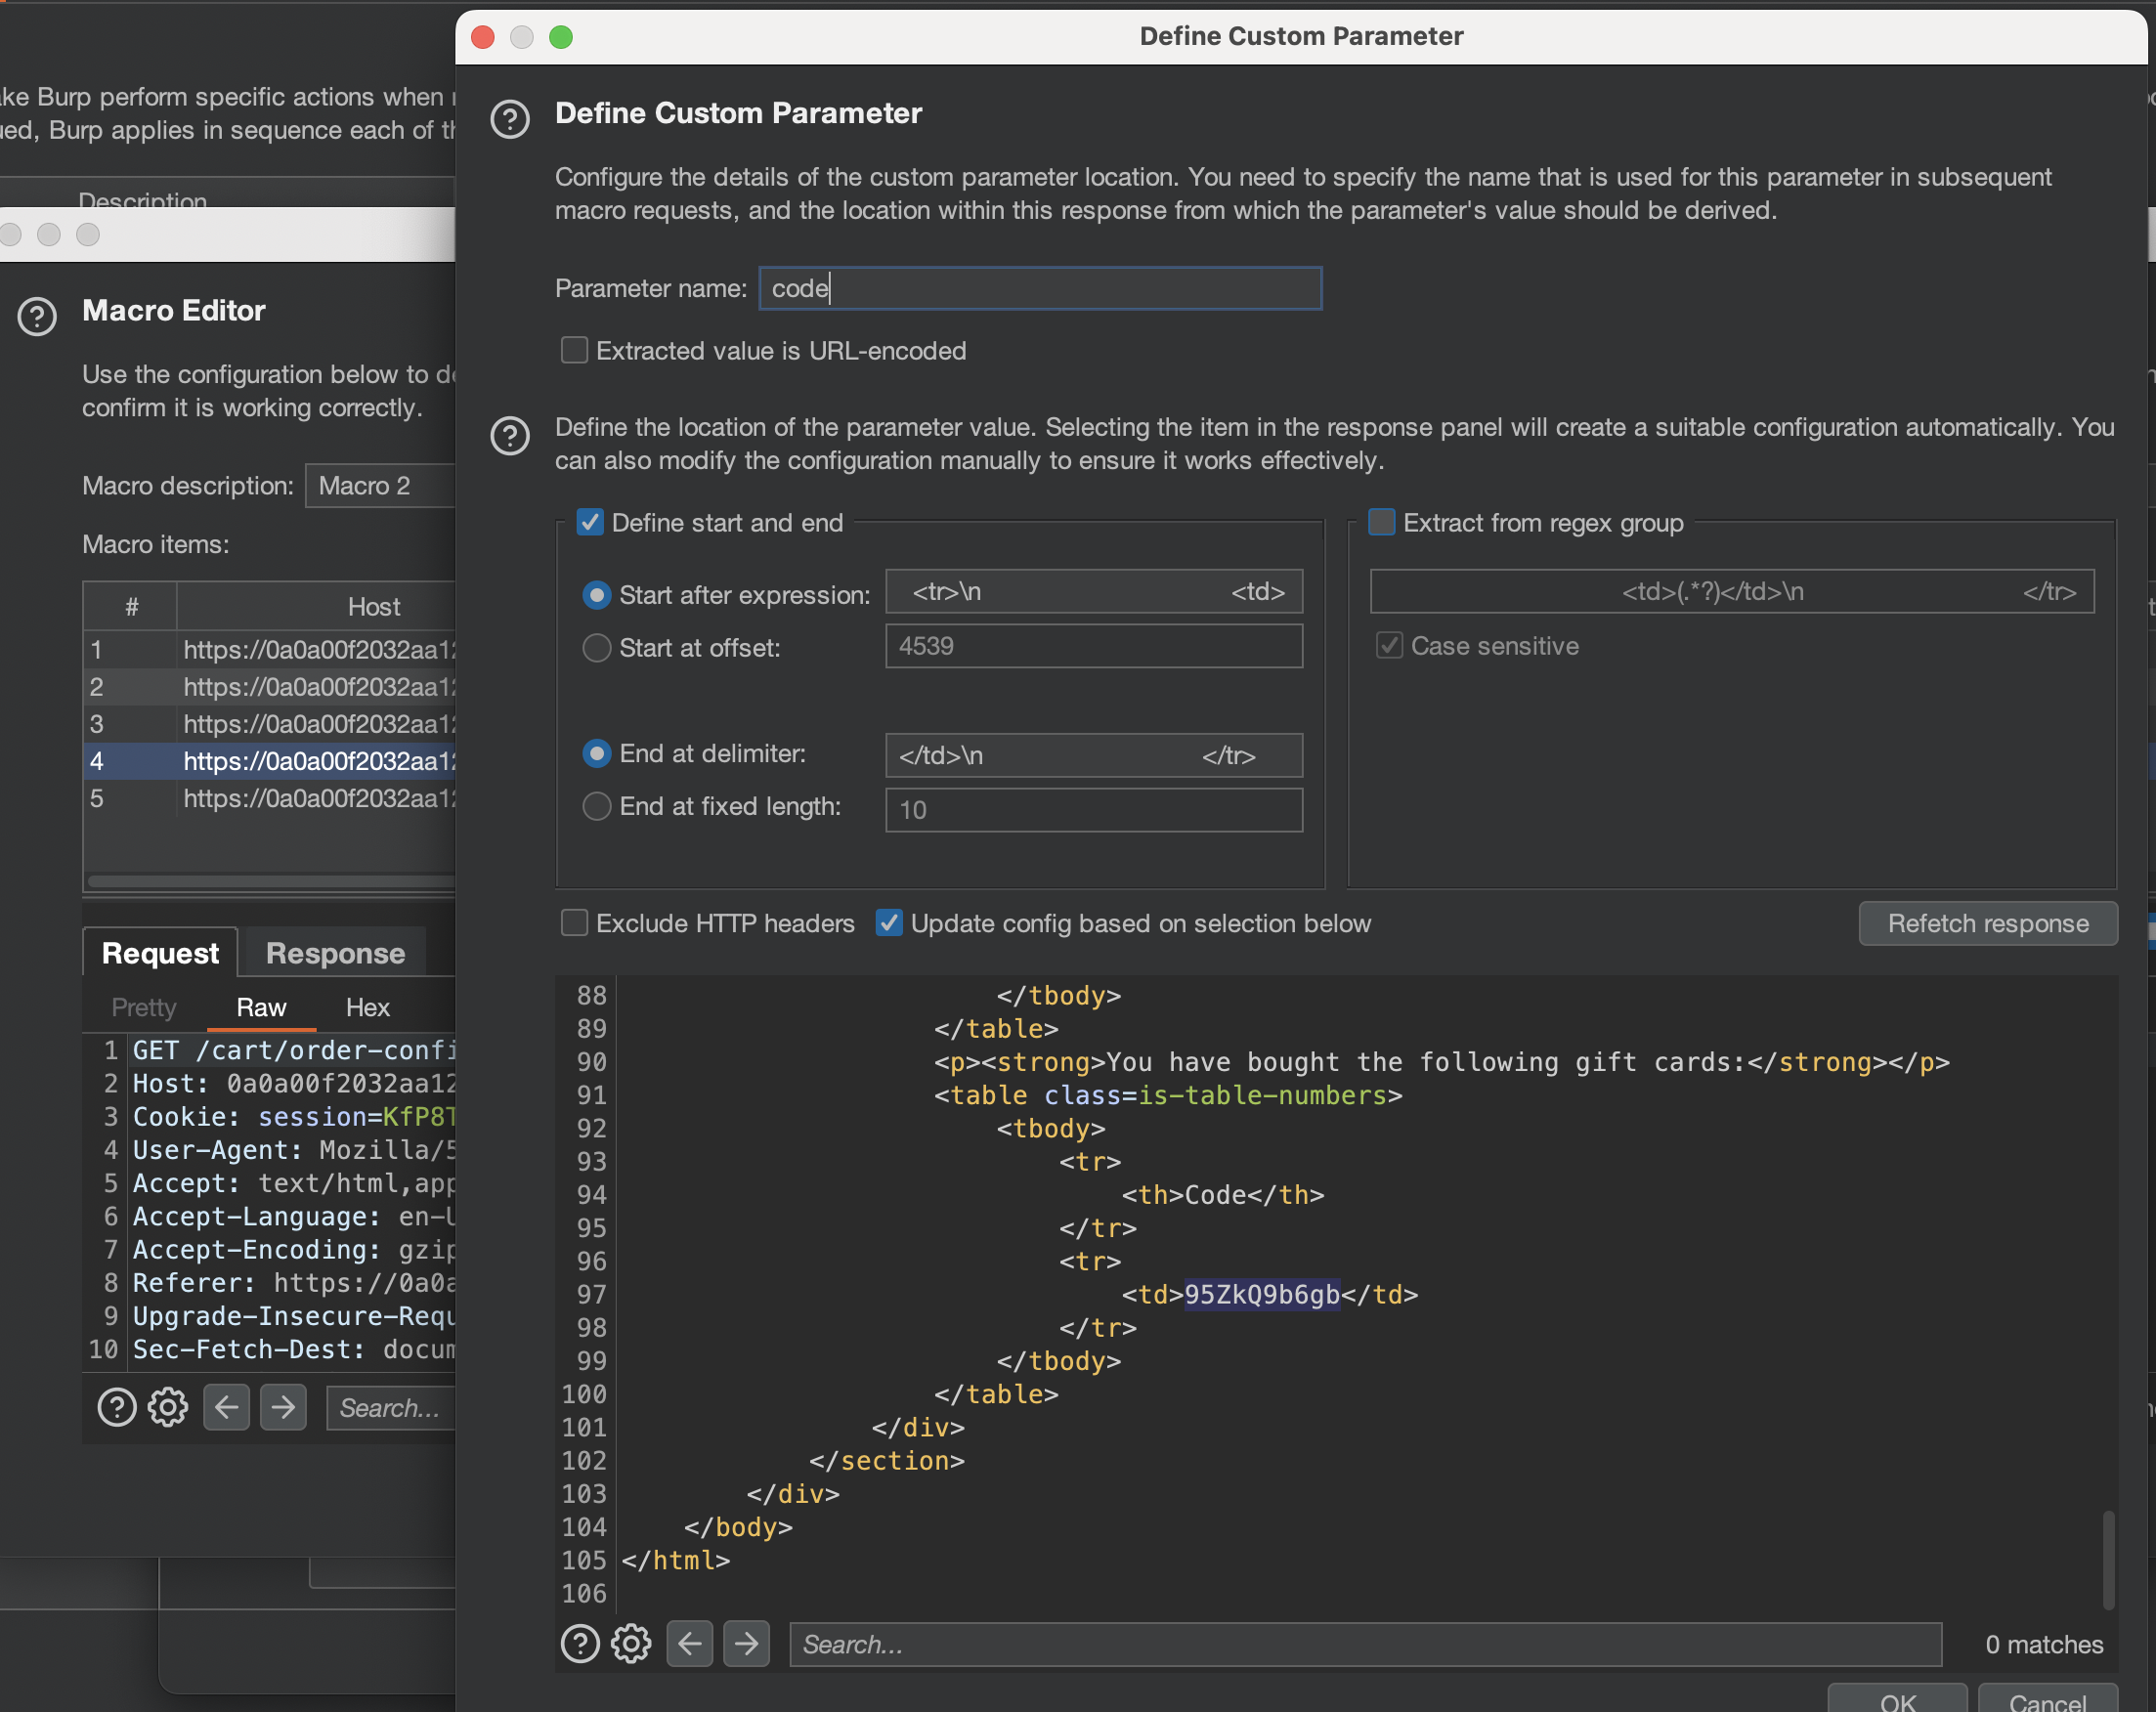 Define Custom Parameter
ke Burp perform specific actions when
ued, Burp applies in sequence each of th
Description
Macro Editor
Use the configuration below to de
confirm it is working correctly.
Macro description: Macro 2
Macro items:
# Host
1 https://0a0a00f2032aa12
2 https://0a0a00f2032aa12
3 https://0a0a00f2032aa12
4 https://0a0a00f2032aa12
5 https://0a0a00f2032aa12
Request Response
Pretty Raw Hex
1 GET /cart/order-confi
2 Host: 0a0a00f2032aa12
3 Cookie: session=KfP8T
4 User-Agent: Mozilla/5
5 Accept: text/html,app
6 Accept-Language: en-U
7 Accept-Encoding: gzip
8 Referer: https://0a0a
9 Upgrade-Insecure-Requ
10 Sec-Fetch-Dest: docum
Search...
Define Custom Parameter
Configure the details of the custom parameter location. You need to specify the name that is used for this parameter in subsequent
macro requests, and the location within this response from which the parameter's value should be derived.
Parameter name: code
Extracted value is URL-encoded
Define the location of the parameter value. Selecting the item in the response panel will create a suitable configuration automatically. You
can also modify the configuration manually to ensure it works effectively.
Define start and end
Start after expression: <tr>\n <td>
Start at offset: 4539
End at delimiter: </td>\n </tr>
End at fixed length: 10
Extract from regex group
<td>(.*?)</td>\n </tr>
Case sensitive
Exclude HTTP headers Update config based on selection below Refetch response
88 </tbody>
89 </table>
90 <p><strong>You have bought the following gift cards:</strong></p>
91 <table class=is-table-numbers>
92 <tbody>
93 <tr>
94 <th>Code</th>
95 </tr>
96 <tr>
97 <td>95ZkQ9b6gb</td>
98 </tr>
99 </tbody>
100 </table>
101 </div>
102 </section>
103 </div>
104 </body>
105 </html>
106
Search... 0 matches
OK Cancel